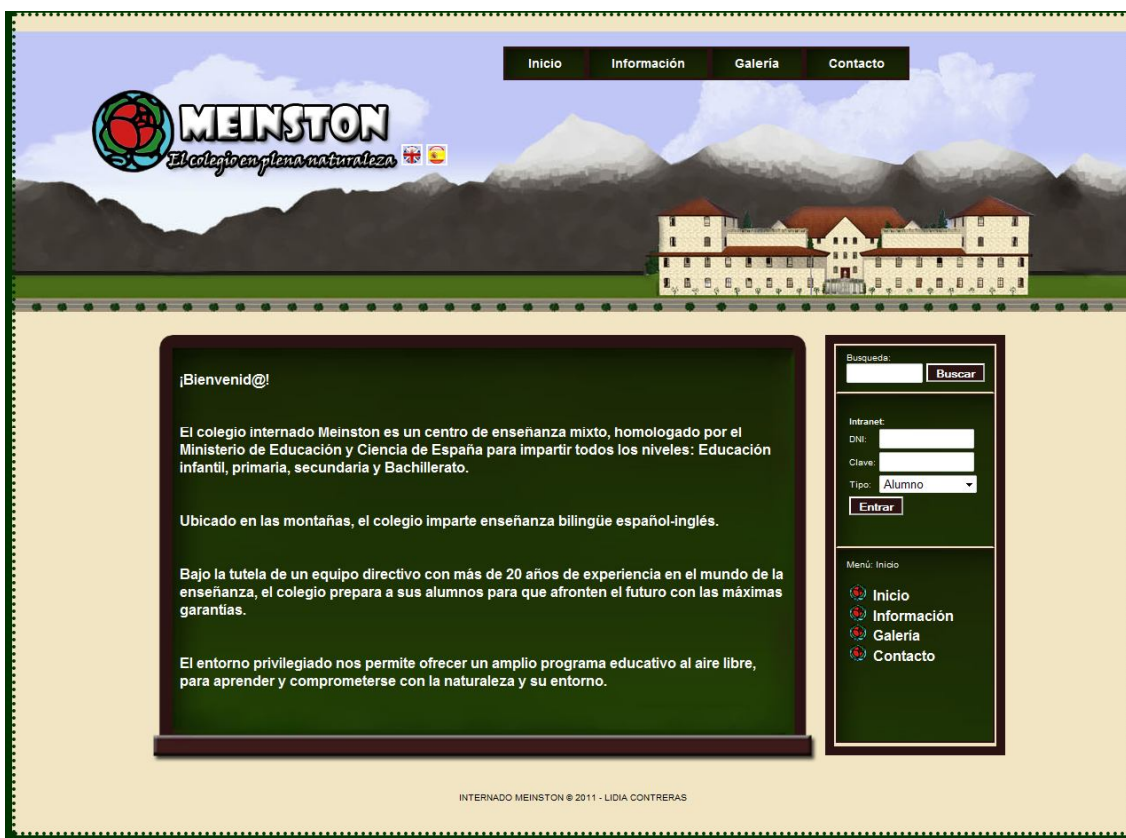 Inicio Información Galería Contacto
MEINSTON
El colegio en plena naturaleza
¡Bienvenid@!
El colegio internado Meinston es un centro de enseñanza mixto, homologado por el
Ministerio de Educación y Ciencia de España para impartir todos los niveles: Educación
infantil, primaria, secundaria y Bachillerato.
Ubicado en las montañas, el colegio imparte enseñanza bilingüe español-inglés.
Bajo la tutela de un equipo directivo con más de 20 años de experiencia en el mundo de la
enseñanza, el colegio prepara a sus alumnos para que afronten el futuro con las máximas
garantías.
El entorno privilegiado nos permite ofrecer un amplio programa educativo al aire libre,
para aprender y comprometerse con la naturaleza y su entorno.
Busqueda:
Buscar
Intranet:
DNI:
Clave:
Tipo: Alumno
Entrar
Menú: Inicio
Inicio
Información
Galería
Contacto
INTERNADO MEINSTON © 2011 - LIDIA CONTRERAS